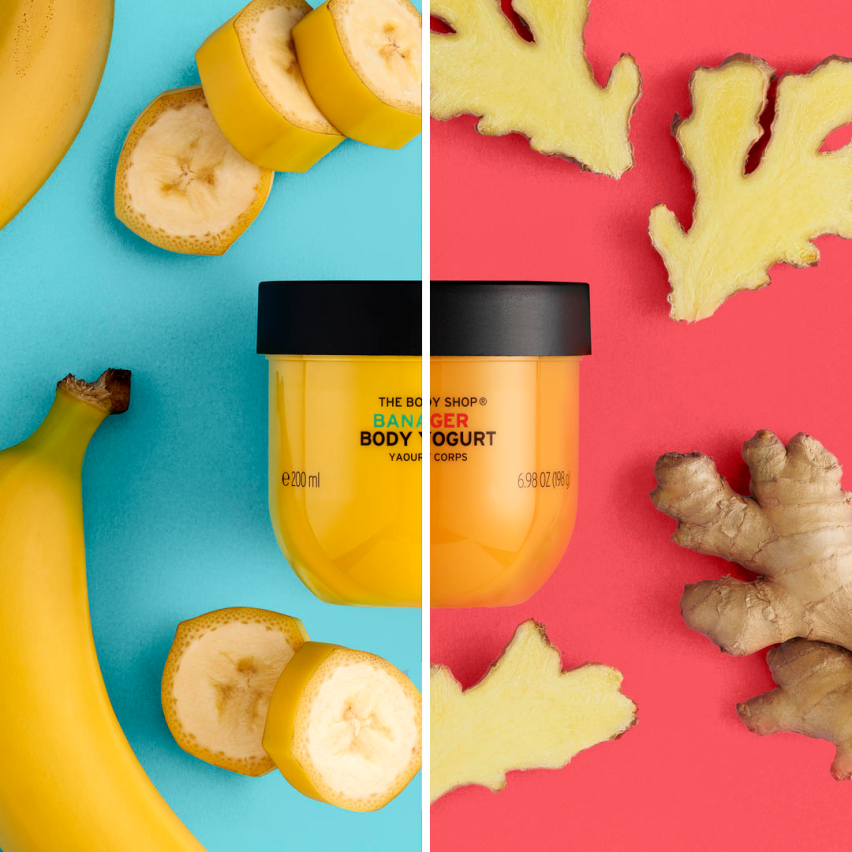 THE BODY SHOP®
BANAGER
BODY YOGURT
YAOURT CORPS
℮ 200 ml
6.98 OZ (198 g)